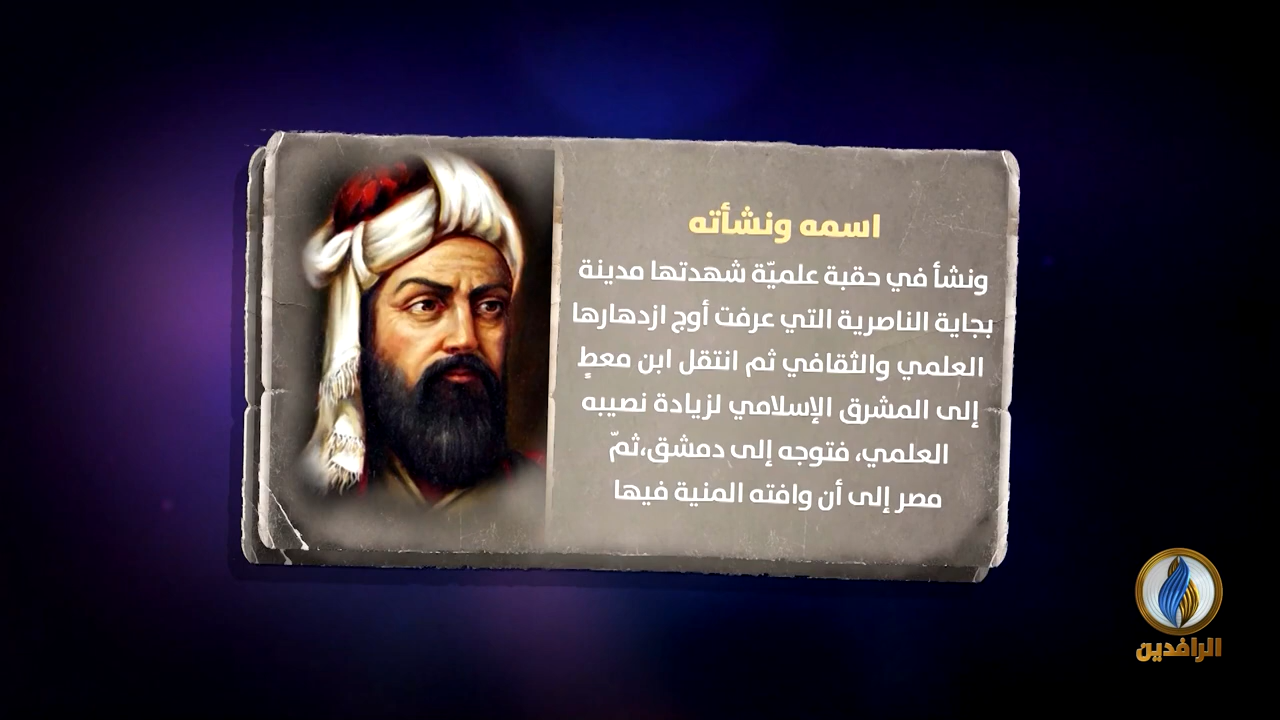 اسمه ونشأته
ونشأ في حقبة علميّة شهدتها مدينة
بجاية الناصرية التي عرفت أوج ازدهارها
العلمي والثقافي ثم انتقل ابن معطٍ
إلى المشرق الإسلامي لزيادة نصيبه
العلمي، فتوجه إلى دمشق،ثمّ
مصر إلى أن وافته المنية فيها
الرافدين